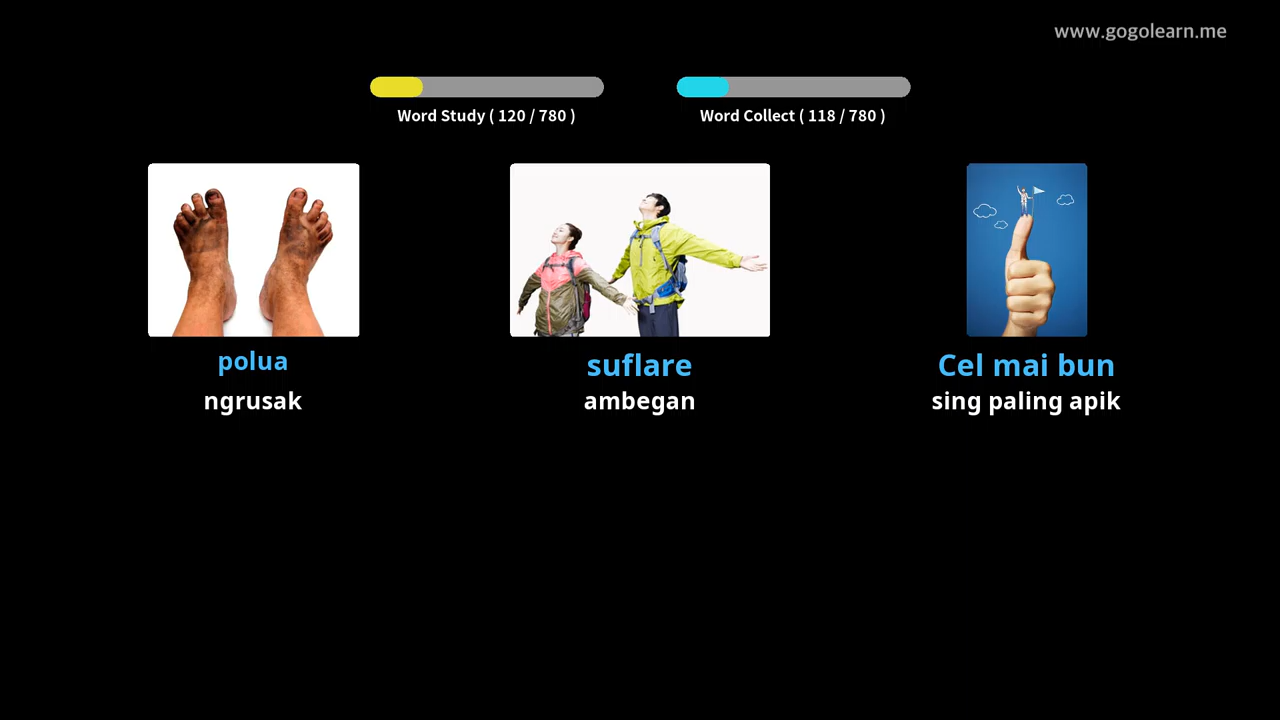 www.gogolearn.me
Word Study ( 120 / 780 )
Word Collect ( 118 / 780 )
polua
ngrusak
suflare
ambegan
Cel mai bun
sing paling apik